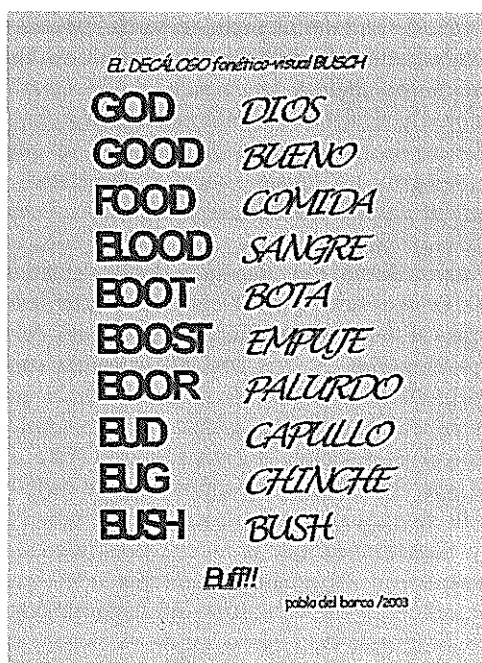 EL DECÁLOGO fonético-visual BUSCH
GOD DIOS
GOOD BUENO
FOOD COMIDA
BLOOD SANGRE
BOOT BOTA
BOOST EMPUJE
BOOR PALURDO
BUD CAPULLO
BUG CHINCHE
BUSH BUSH
Buff!!
pablo del barco /2003